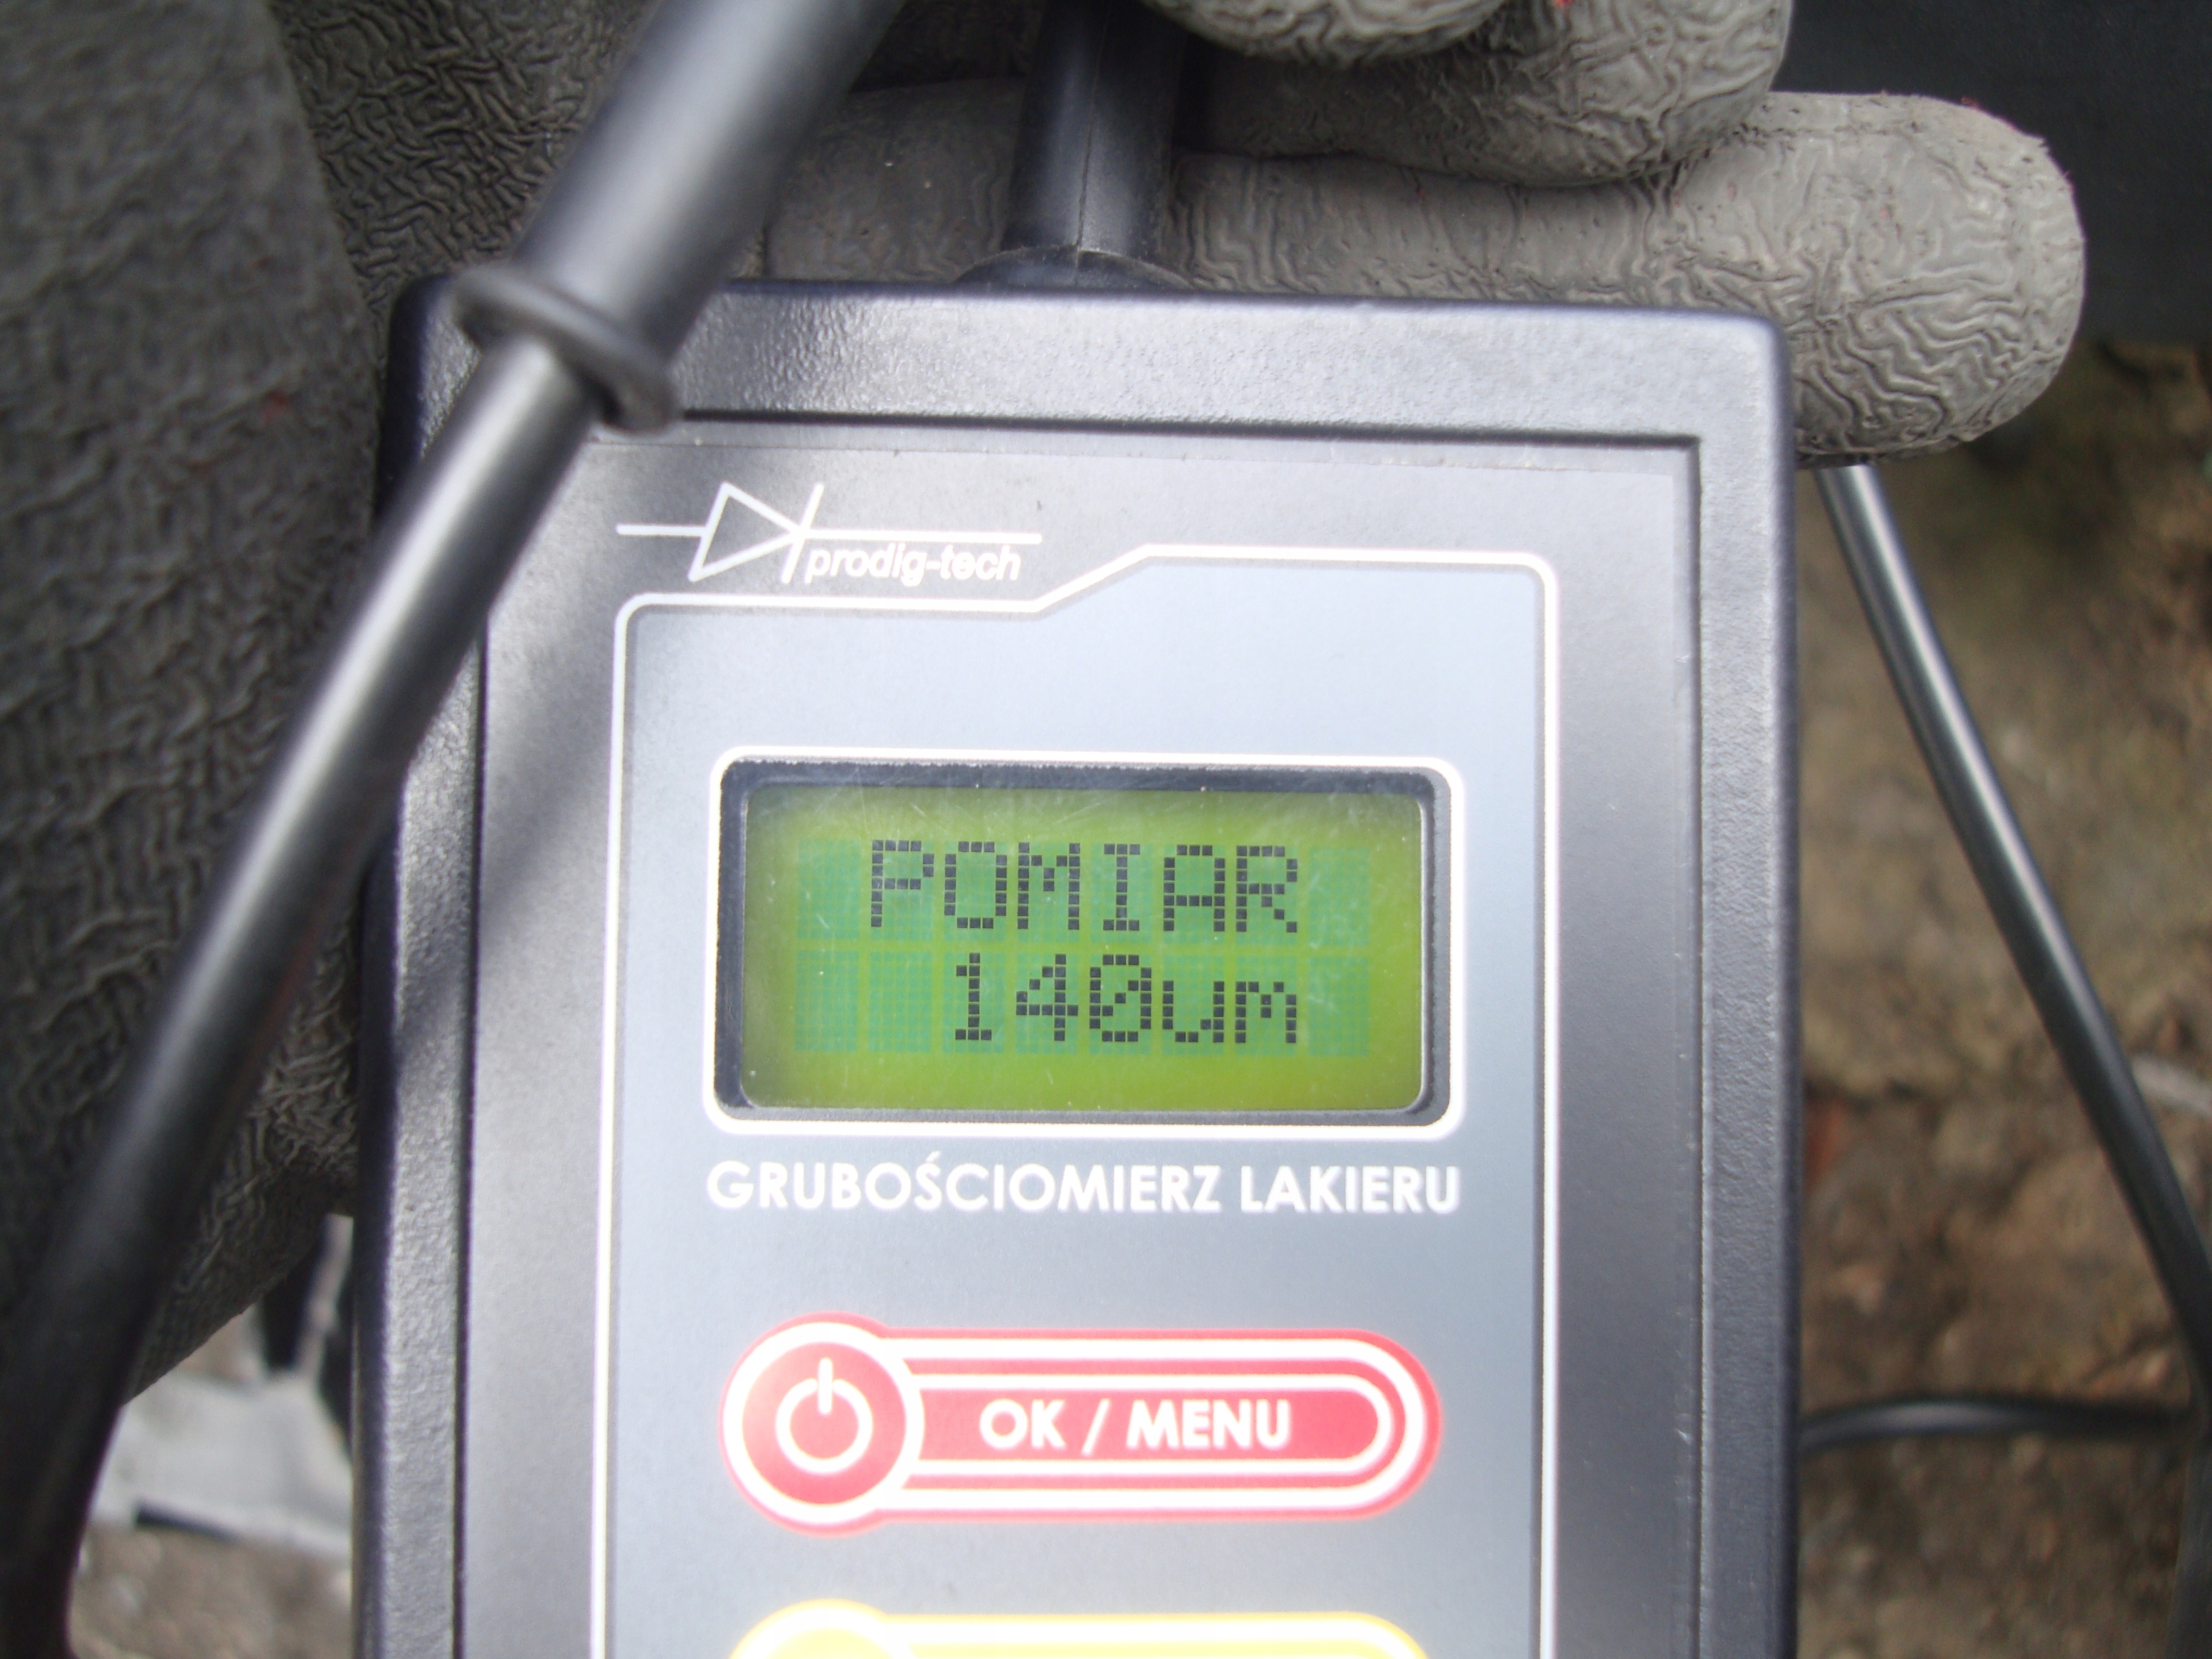 prodig-tech
POMIAR
140um
GRUBOŚCIOMIERZ LAKIERU
OK / MENU